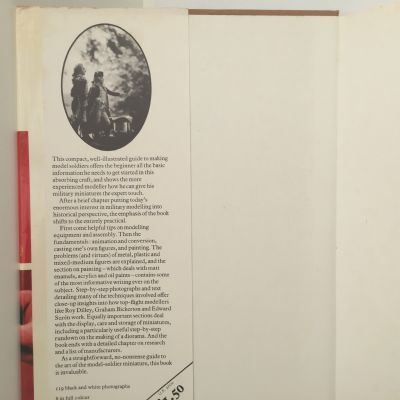 This compact, well-illustrated guide to making
model soldiers offers the beginner all the basic
information he needs to get started in this
absorbing craft, and shows the more
experienced modeller how he can give his
military miniatures the expert touch.
After a brief chapter putting today's
enormous interest in military modelling into
historical perspective, the emphasis of the book
shifts to the entirely practical.
First come helpful tips on modelling
equipment and assembly. Then the
fundamentals: animation and conversion,
casting one's own figures, and painting. The
problems (and virtues) of metal, plastic and
mixed-medium figures are explained, and the
section on painting – which deals with matt
enamels, acrylics and oil paints – contains some
of the most informative writing ever on the
subject. Step-by-step photographs and text
detailing many of the techniques involved offer
close-up insights into how top-flight modellers
like Roy Dilley, Graham Bickerton and Edward
Surén work. Equally important sections deal
with the display, care and storage of miniatures,
including a particularly useful step-by-step
rundown on the making of a diorama. And the
book ends with a detailed chapter on research
and a list of manufacturers.
As a straightforward, no-nonsense guide to
the art of the model-soldier miniature, this book
is invaluable.
119 black-and-white photographs
8 in full colour
.50